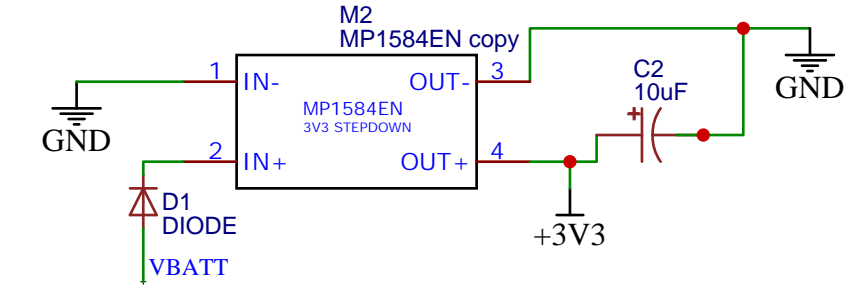 M2
MP1584EN copy
1
IN-
OUT-
3
GND
MP1584EN
3V3 STEPDOWN
2
IN+
OUT+
4
C2
10uF
+
GND
D1
DIODE
+3V3
VBATT